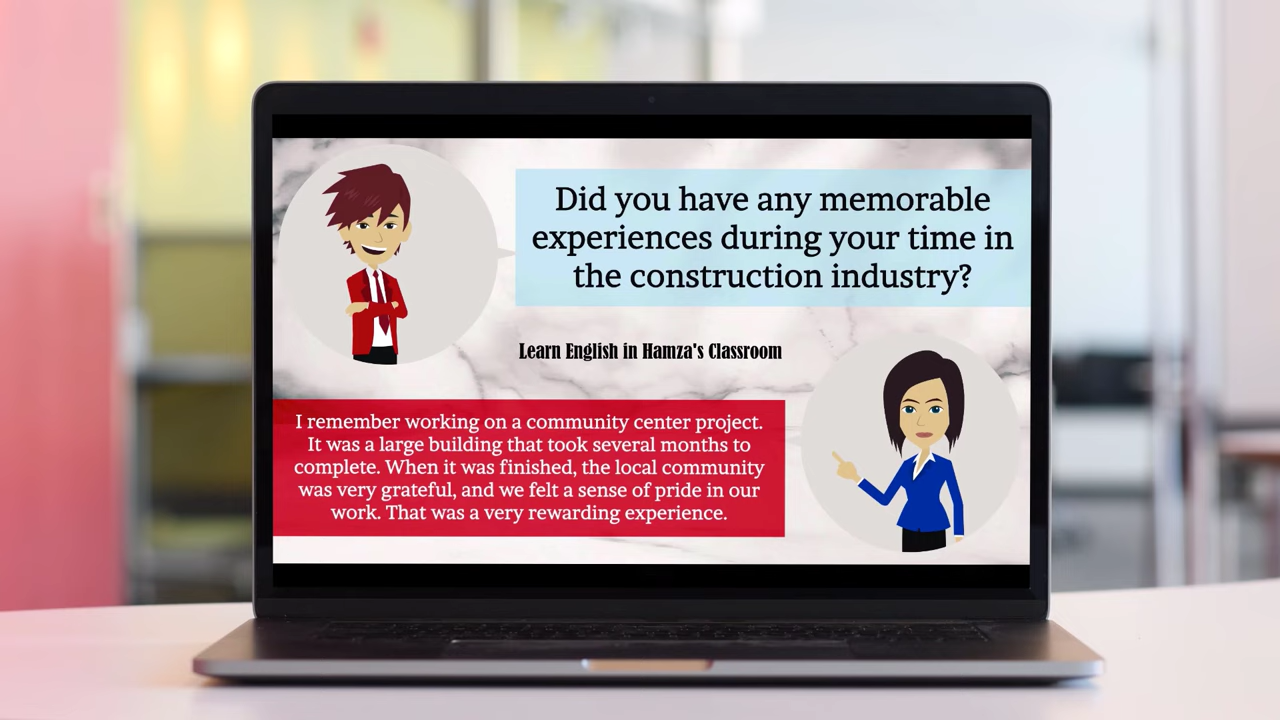 Did you have any memorable
experiences during your time in
the construction industry?
Learn English in Hamza's Classroom
I remember working on a community center project.
It was a large building that took several months to
complete. When it was finished, the local community
was very grateful, and we felt a sense of pride in our
work. That was a very rewarding experience.